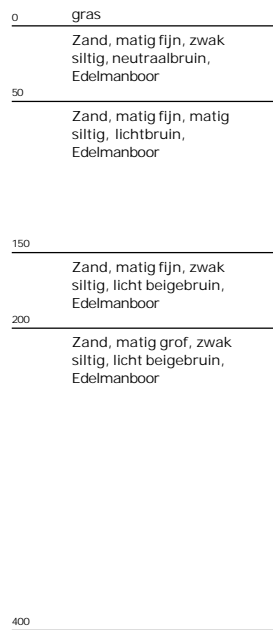 0 gras
Zand, matig fijn, zwak
siltig, neutraalbruin,
Edelmanboor
50
Zand, matig fijn, matig
siltig, lichtbruin,
Edelmanboor
150
Zand, matig fijn, zwak
siltig, licht beigebruin,
Edelmanboor
200
Zand, matig grof, zwak
siltig, licht beigebruin,
Edelmanboor
400